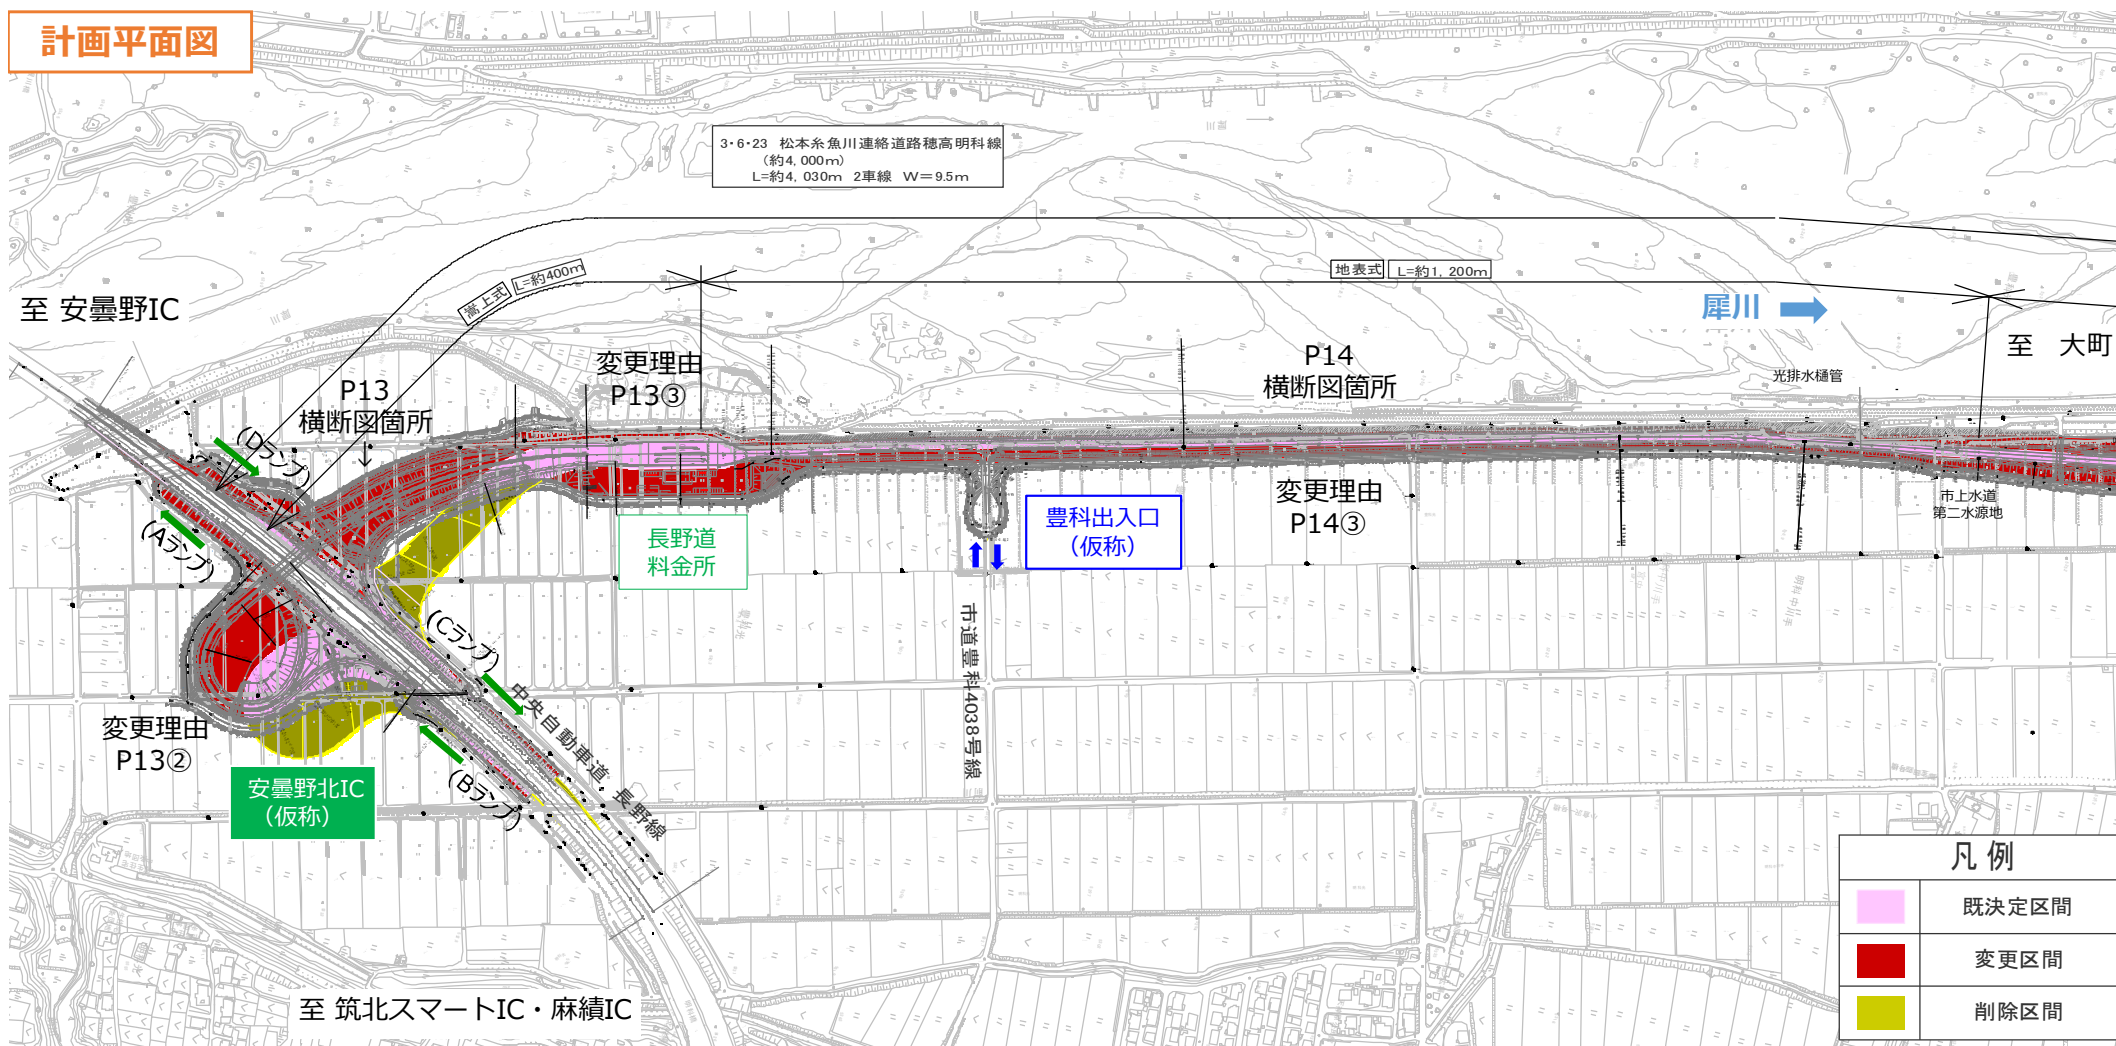 計画平面図
3・6・23 松本糸魚川連絡道路穂高明科線
(約4,000m)
L=約4,030m 2車線 W=9.5m
嵩上式 L=約400m
地表式 L=約1,200m
犀川
至 安曇野IC
至 大町
P13
横断図箇所
変更理由
P13③
P14
横断図箇所
光排水樋管
(Dランプ)
(Aランプ)
長野道
料金所
豊科出入口
(仮称)
変更理由
P14③
市上水道
第二水源地
(Cランプ)
市道豊科4038号線
中央自動車道 長野線
変更理由
P13②
安曇野北IC
(仮称)
(Bランプ)
至 筑北スマートIC・麻績IC
凡例
既決定区間
変更区間
削除区間